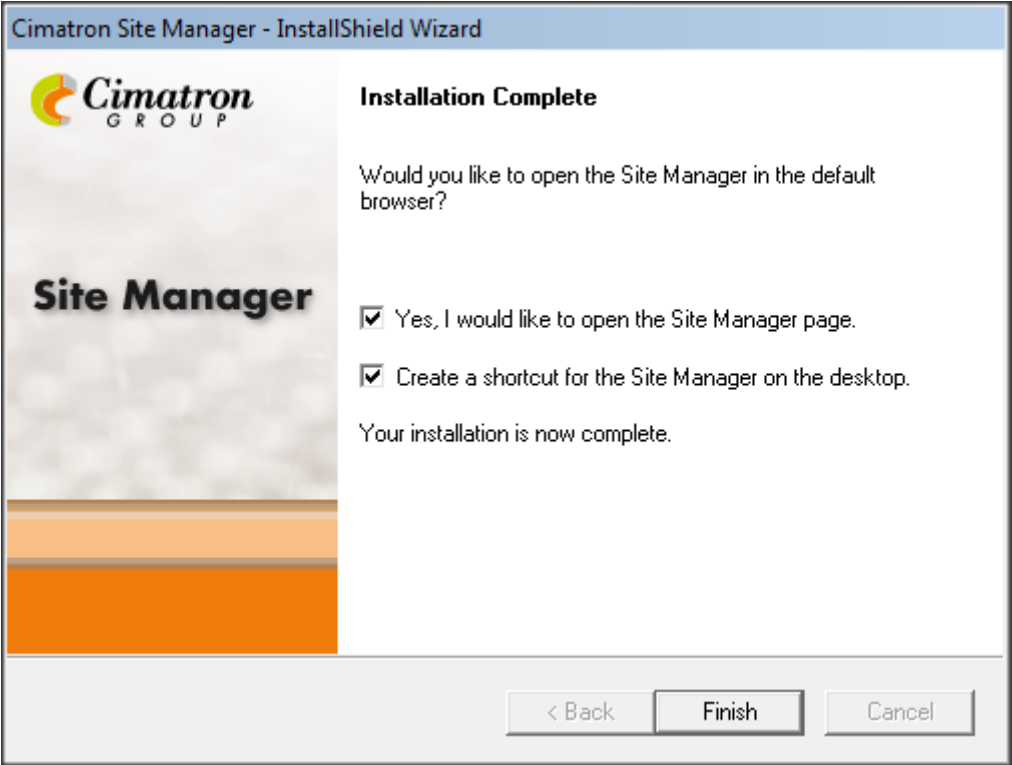 Cimatron Site Manager - InstallShield Wizard
Cimatron
GROUP
Site Manager
Installation Complete
Would you like to open the Site Manager in the default
browser?
Yes, I would like to open the Site Manager page.
Create a shortcut for the Site Manager on the desktop.
Your installation is now complete.
< Back
Finish
Cancel